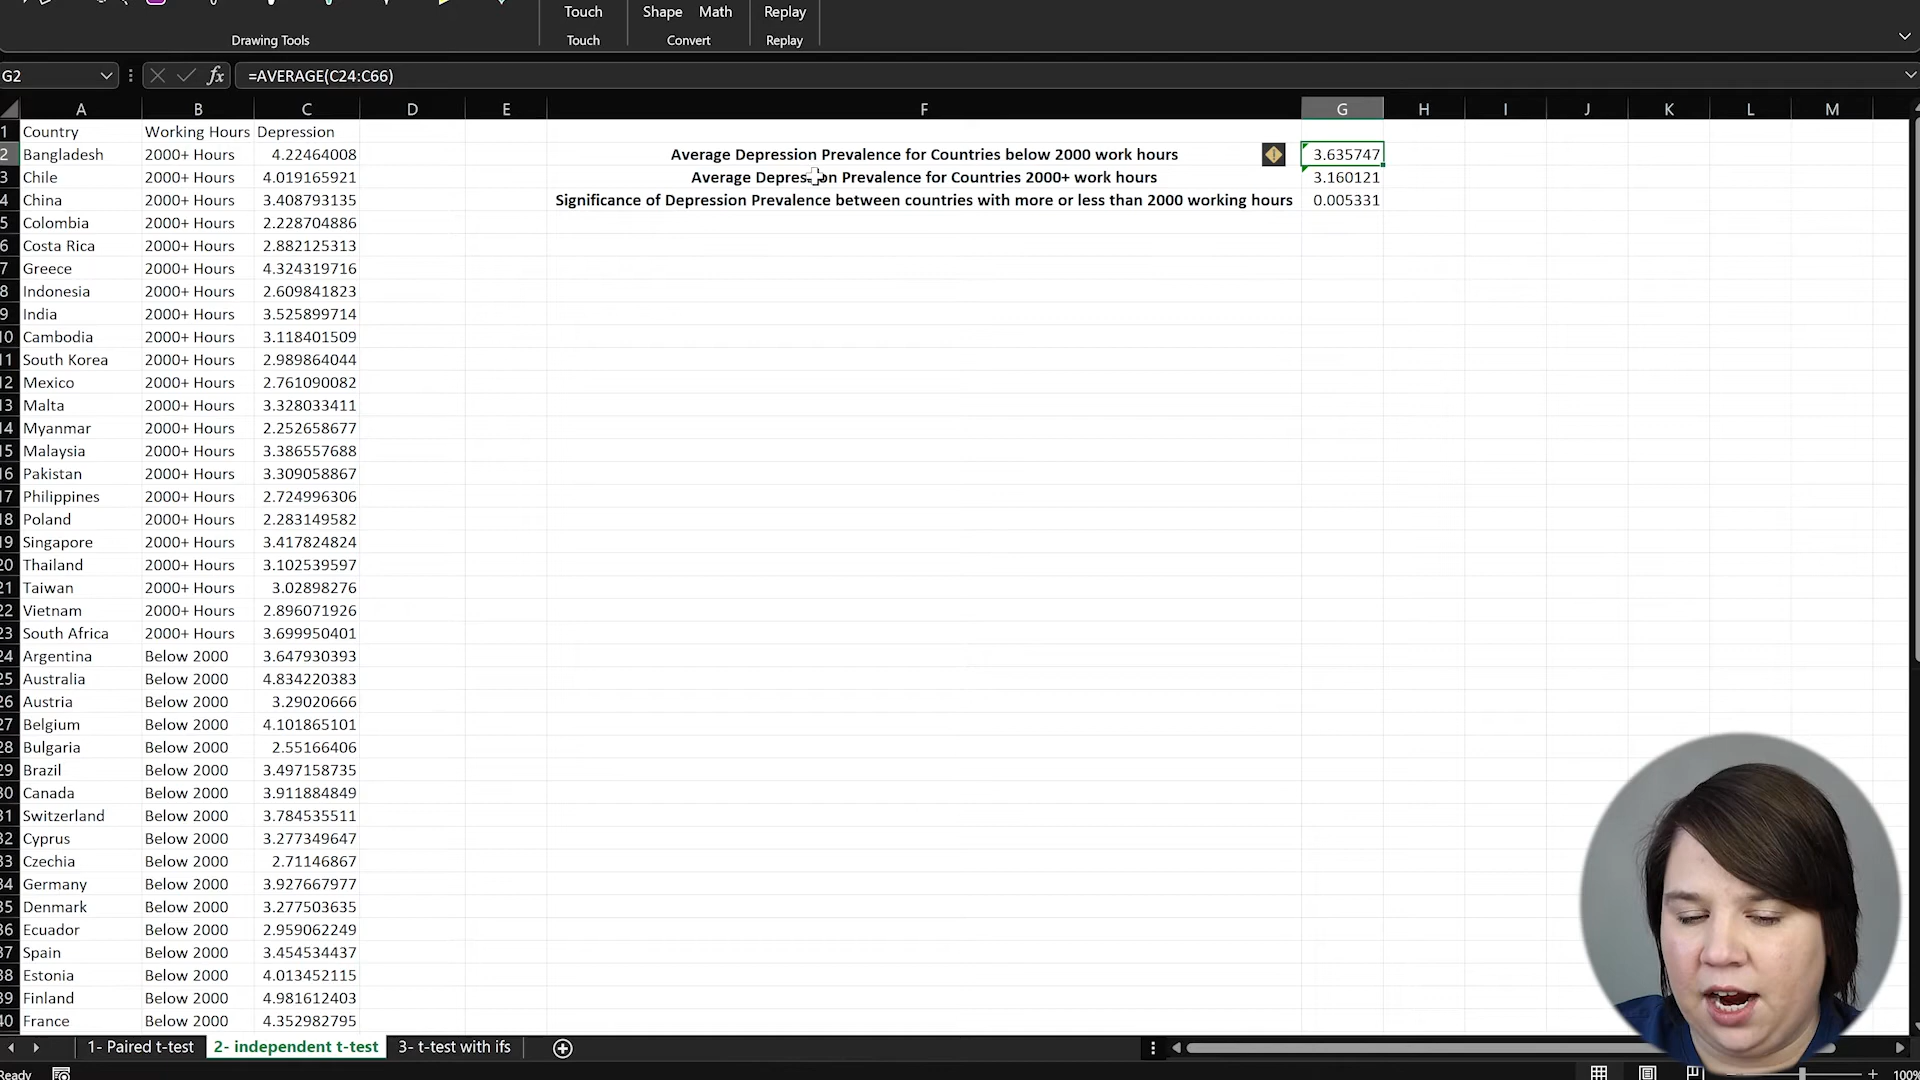 Touch
Shape Math
Replay
Drawing Tools
Touch
Convert
Replay
G2
fx
=AVERAGE(C24:C66)
A B C D E F G H I J K L M
1 Country Working Hours Depression
2 Bangladesh 2000+ Hours 4.22464008 Average Depression Prevalence for Countries below 2000 work hours 3.635747
3 Chile 2000+ Hours 4.019165921 Average Depression Prevalence for Countries 2000+ work hours 3.160121
4 China 2000+ Hours 3.408793135 Significance of Depression Prevalence between countries with more or less than 2000 working hours 0.005331
5 Colombia 2000+ Hours 2.228704886
6 Costa Rica 2000+ Hours 2.882125313
7 Greece 2000+ Hours 4.324319716
8 Indonesia 2000+ Hours 2.609841823
9 India 2000+ Hours 3.525899714
10 Cambodia 2000+ Hours 3.118401509
11 South Korea 2000+ Hours 2.989864044
12 Mexico 2000+ Hours 2.761090082
13 Malta 2000+ Hours 3.328033411
14 Myanmar 2000+ Hours 2.252658677
15 Malaysia 2000+ Hours 3.386557688
16 Pakistan 2000+ Hours 3.309058867
17 Philippines 2000+ Hours 2.724996306
18 Poland 2000+ Hours 2.283149582
19 Singapore 2000+ Hours 3.417824824
20 Thailand 2000+ Hours 3.102539597
21 Taiwan 2000+ Hours 3.02898276
22 Vietnam 2000+ Hours 2.896071926
23 South Africa 2000+ Hours 3.699950401
24 Argentina Below 2000 3.647930393
25 Australia Below 2000 4.834220383
26 Austria Below 2000 3.29020666
27 Belgium Below 2000 4.101865101
28 Bulgaria Below 2000 2.55166406
29 Brazil Below 2000 3.497158735
30 Canada Below 2000 3.911884849
31 Switzerland Below 2000 3.784535511
32 Cyprus Below 2000 3.277349647
33 Czechia Below 2000 2.71146867
34 Germany Below 2000 3.927667977
35 Denmark Below 2000 3.277503635
36 Ecuador Below 2000 2.959062249
37 Spain Below 2000 3.454534437
38 Estonia Below 2000 4.013452115
39 Finland Below 2000 4.981612403
40 France Below 2000 4.352982795
1- Paired t-test 2- independent t-test 3- t-test with ifs
Ready
100%